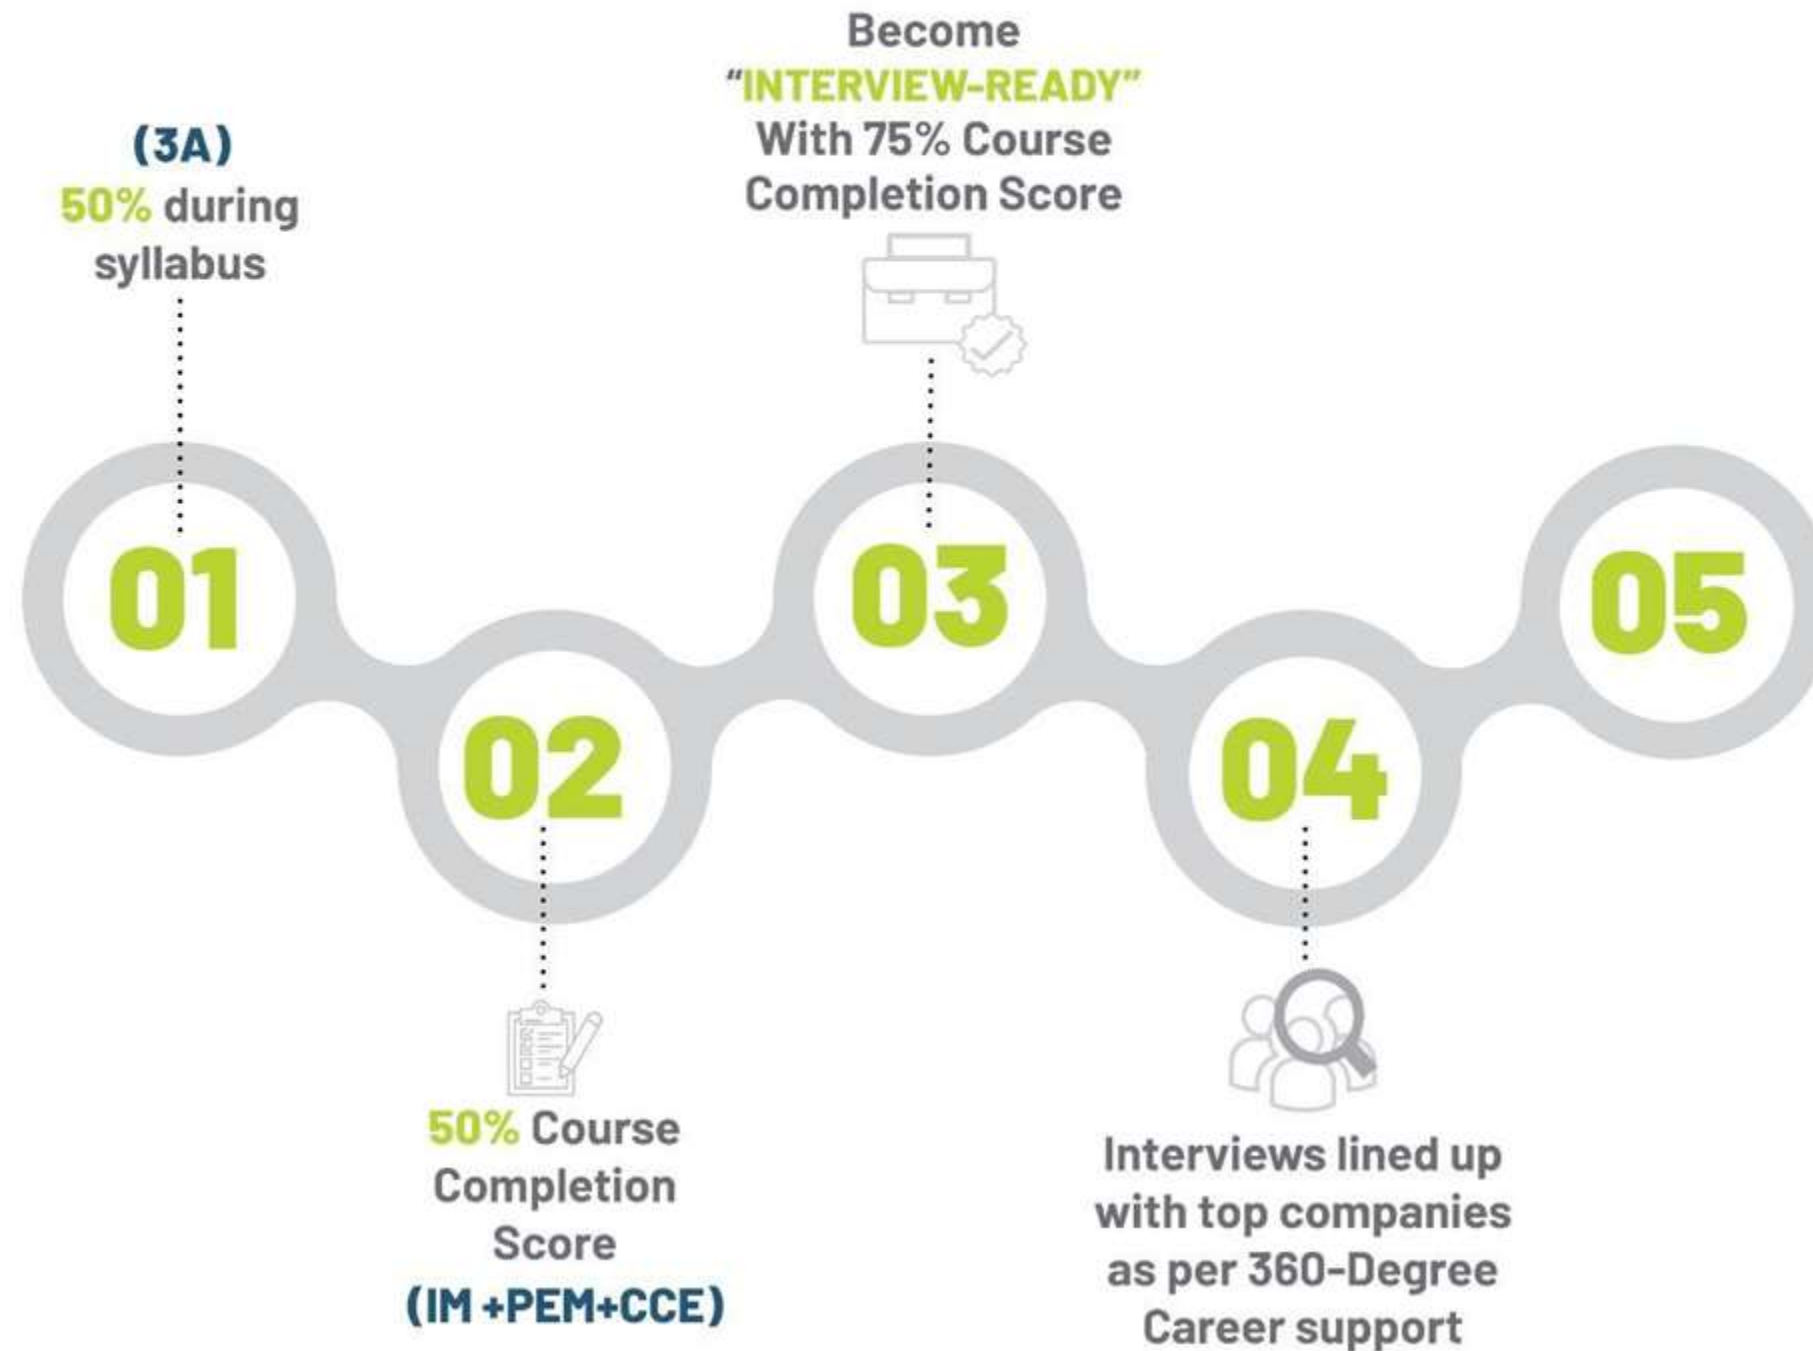 (3A)
50% during
syllabus
01
50% Course
Completion
Score
(IM +PEM+CCE)
02
Become
“INTERVIEW-READY”
With 75% Course
Completion Score
03
Interviews lined up
with top companies
as per 360-Degree
Career support
04
05